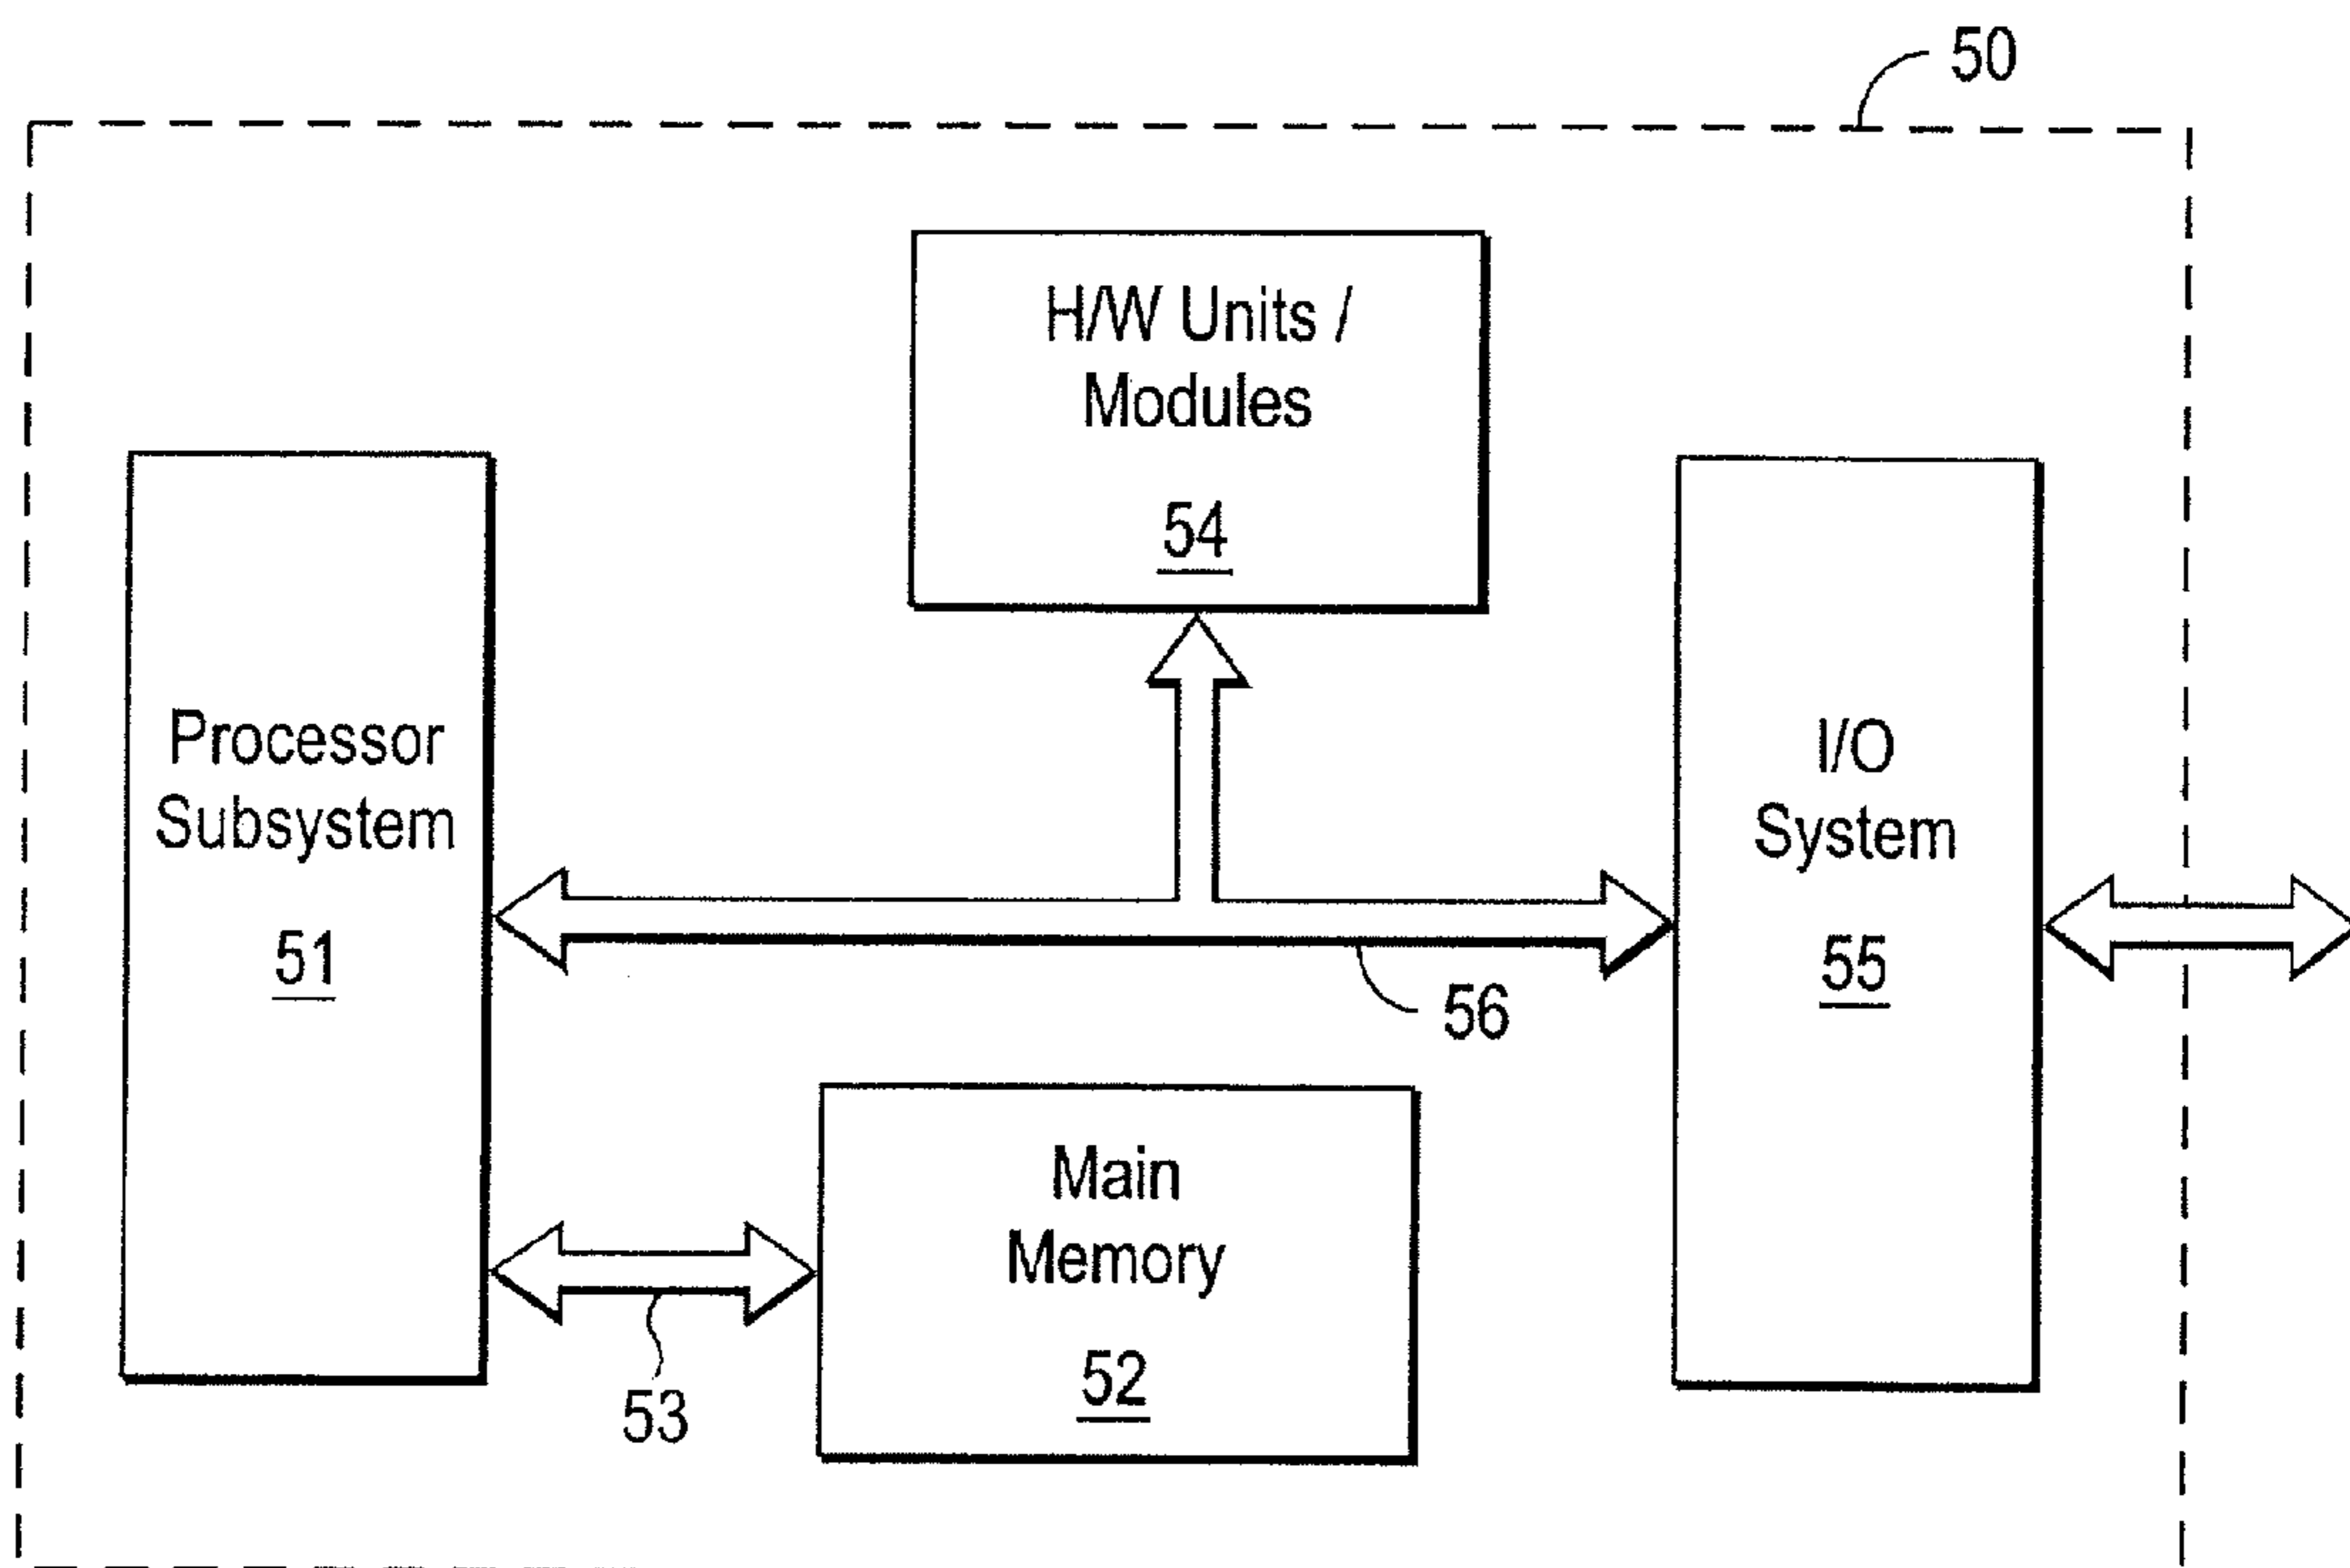 50
H/W Units /
Modules
54
Processor
Subsystem
51
I/O
System
55
56
Main
Memory
52
53